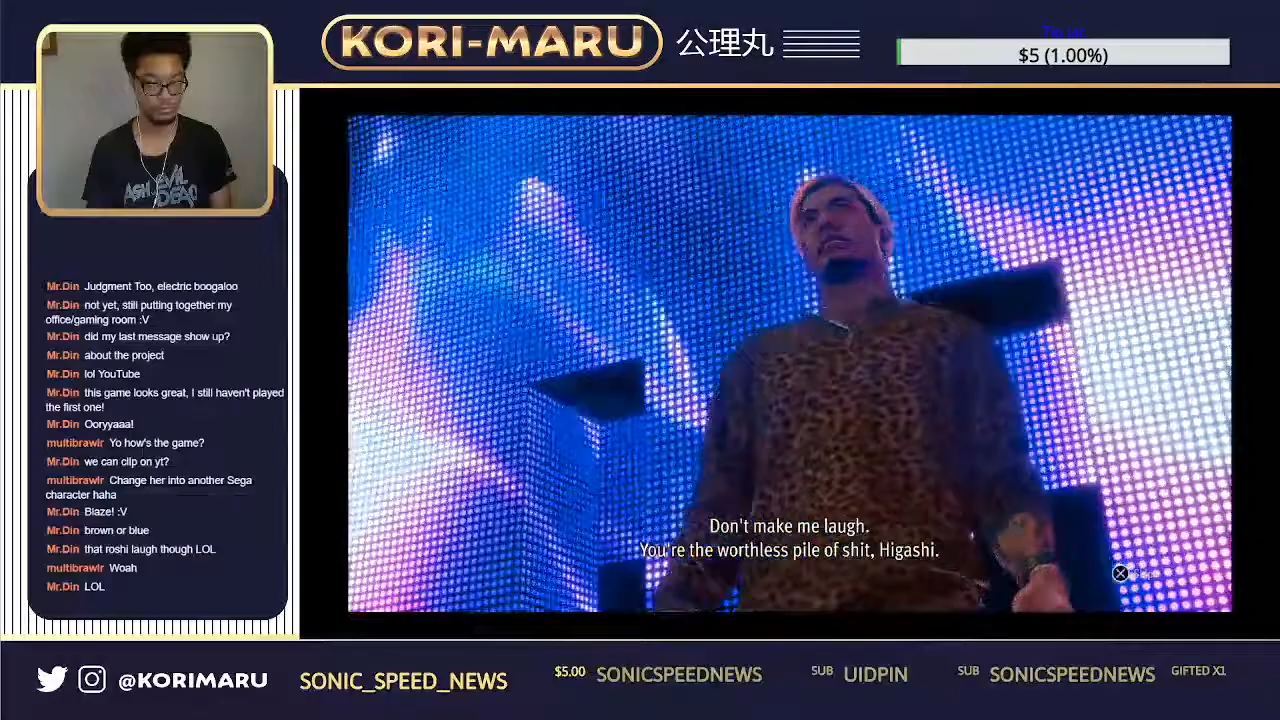 KORI-MARU
公理丸
$5 (1.00%)
ASH EVIL
DEAD
Mr.Din Judgment Too, electric boogaloo
Mr.Din not yet, still putting together my
office/gaming room :V
Mr.Din did my last message show up?
Mr.Din about the project
Mr.Din lol YouTube
Mr.Din this game looks great, I still haven't played
the first one!
Mr.Din Ooryyaaa!
multibrawlr Yo how's the game?
Mr.Din we can clip on yt?
multibrawlr Change her into another Sega
character haha
Mr.Din Blaze! :V
Mr.Din brown or blue
Mr.Din that roshi laugh though LOL
multibrawlr Woah
Mr.Din LOL
Don't make me laugh.
You're the worthless pile of shit, Higashi.
@KORIMARU
SONIC_SPEED_NEWS
$5.00 SONICSPEEDNEWS
SUB UIDPIN
SUB SONICSPEEDNEWS GIFTED X1